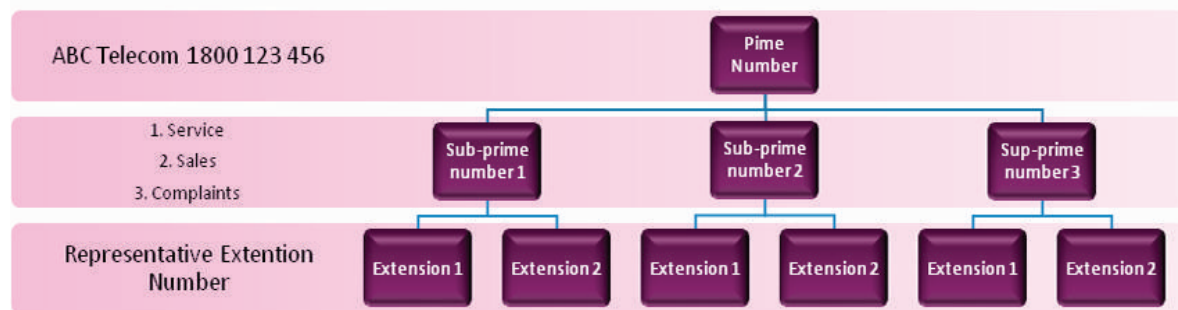 ABC Telecom 1800 123 456
Pime
Number
1. Service
2. Sales
3. Complaints
Sub-prime
number 1
Sub-prime
number 2
Sup-prime
number 3
Representative Extention
Number
Extension 1
Extension 2
Extension 1
Extension 2
Extension 1
Extension 2